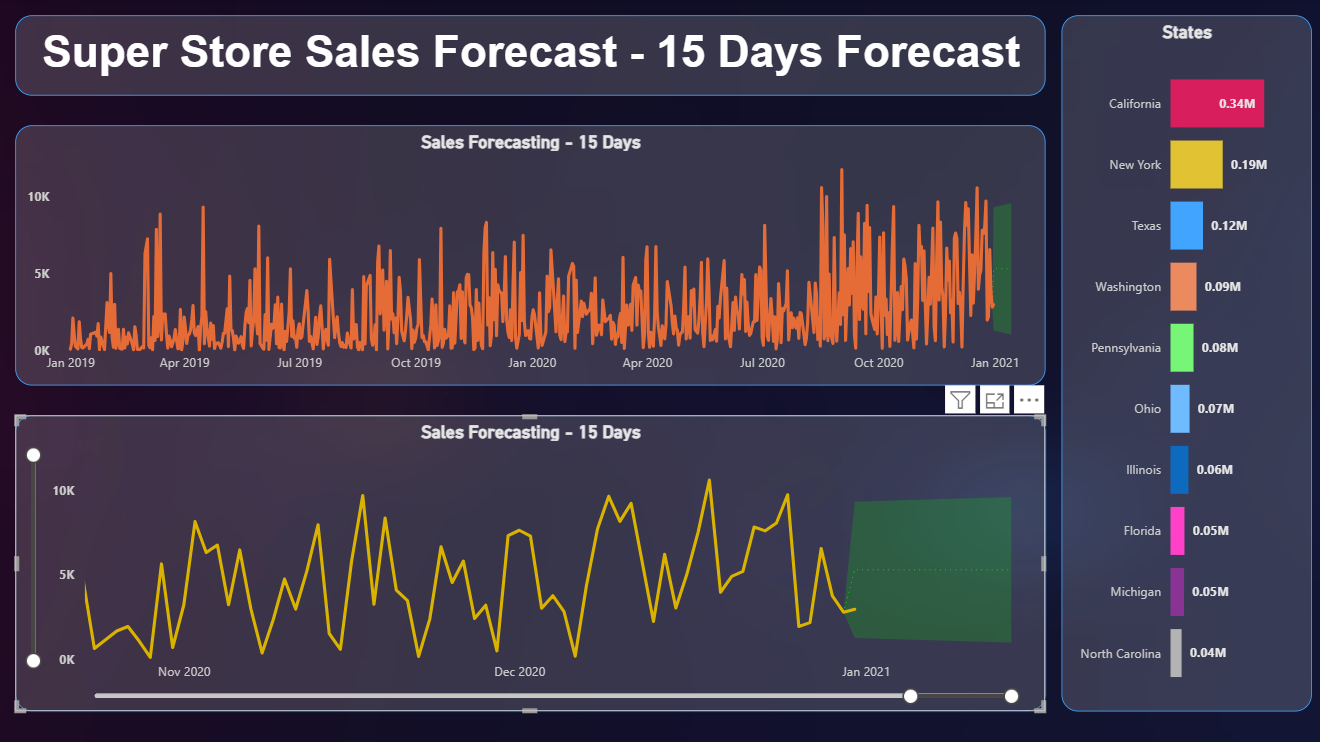 Super Store Sales Forecast - 15 Days Forecast
Sales Forecasting - 15 Days
10K
5K
0K
Jan 2019 Apr 2019 Jul 2019 Oct 2019 Jan 2020 Apr 2020 Jul 2020 Oct 2020 Jan 2021
Sales Forecasting - 15 Days
10K
5K
0K
Nov 2020 Dec 2020 Jan 2021
States
California 0.34M
New York 0.19M
Texas 0.12M
Washington 0.09M
Pennsylvania 0.08M
Ohio 0.07M
Illinois 0.06M
Florida 0.05M
Michigan 0.05M
North Carolina 0.04M